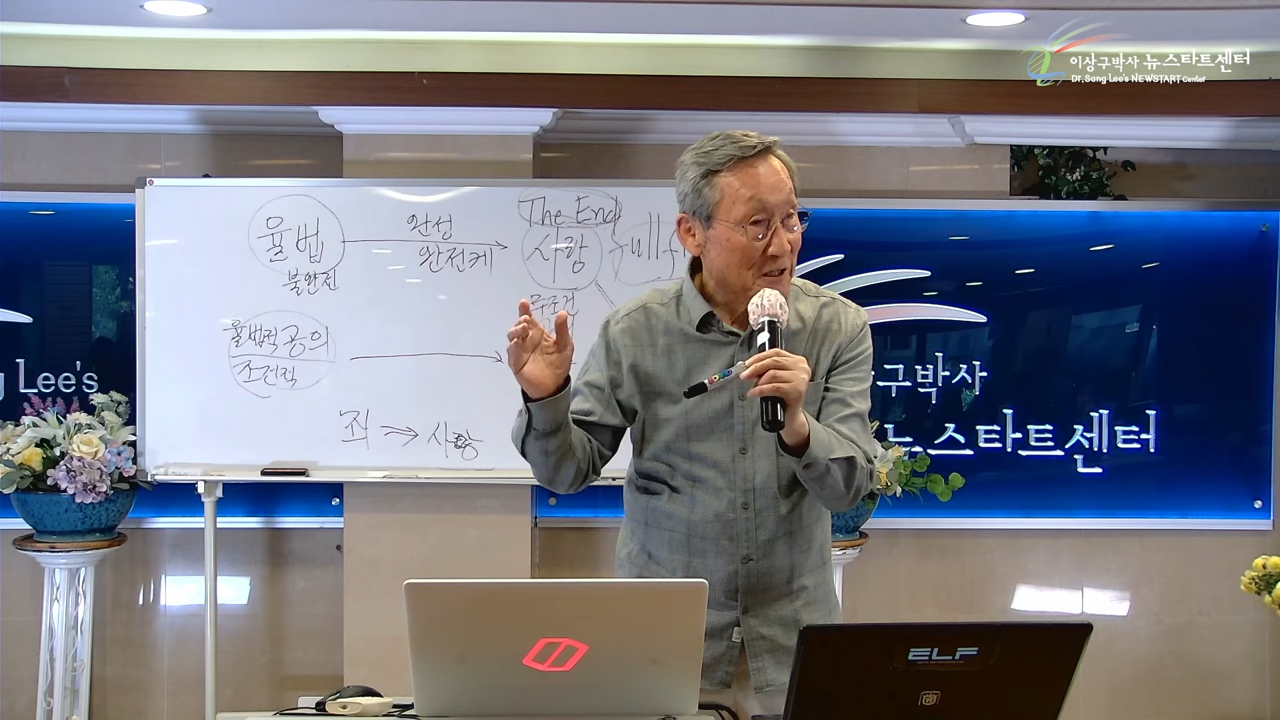 이상구박사 뉴스타트센터
Dr. Sang Lee's NEWSTART Center
율법
불완전
완성
완전케
The End
사랑
무조건
율법적 공의
조건적
죄 ⇒ 사랑
Lee's
구박사
뉴스타트센터
ELF